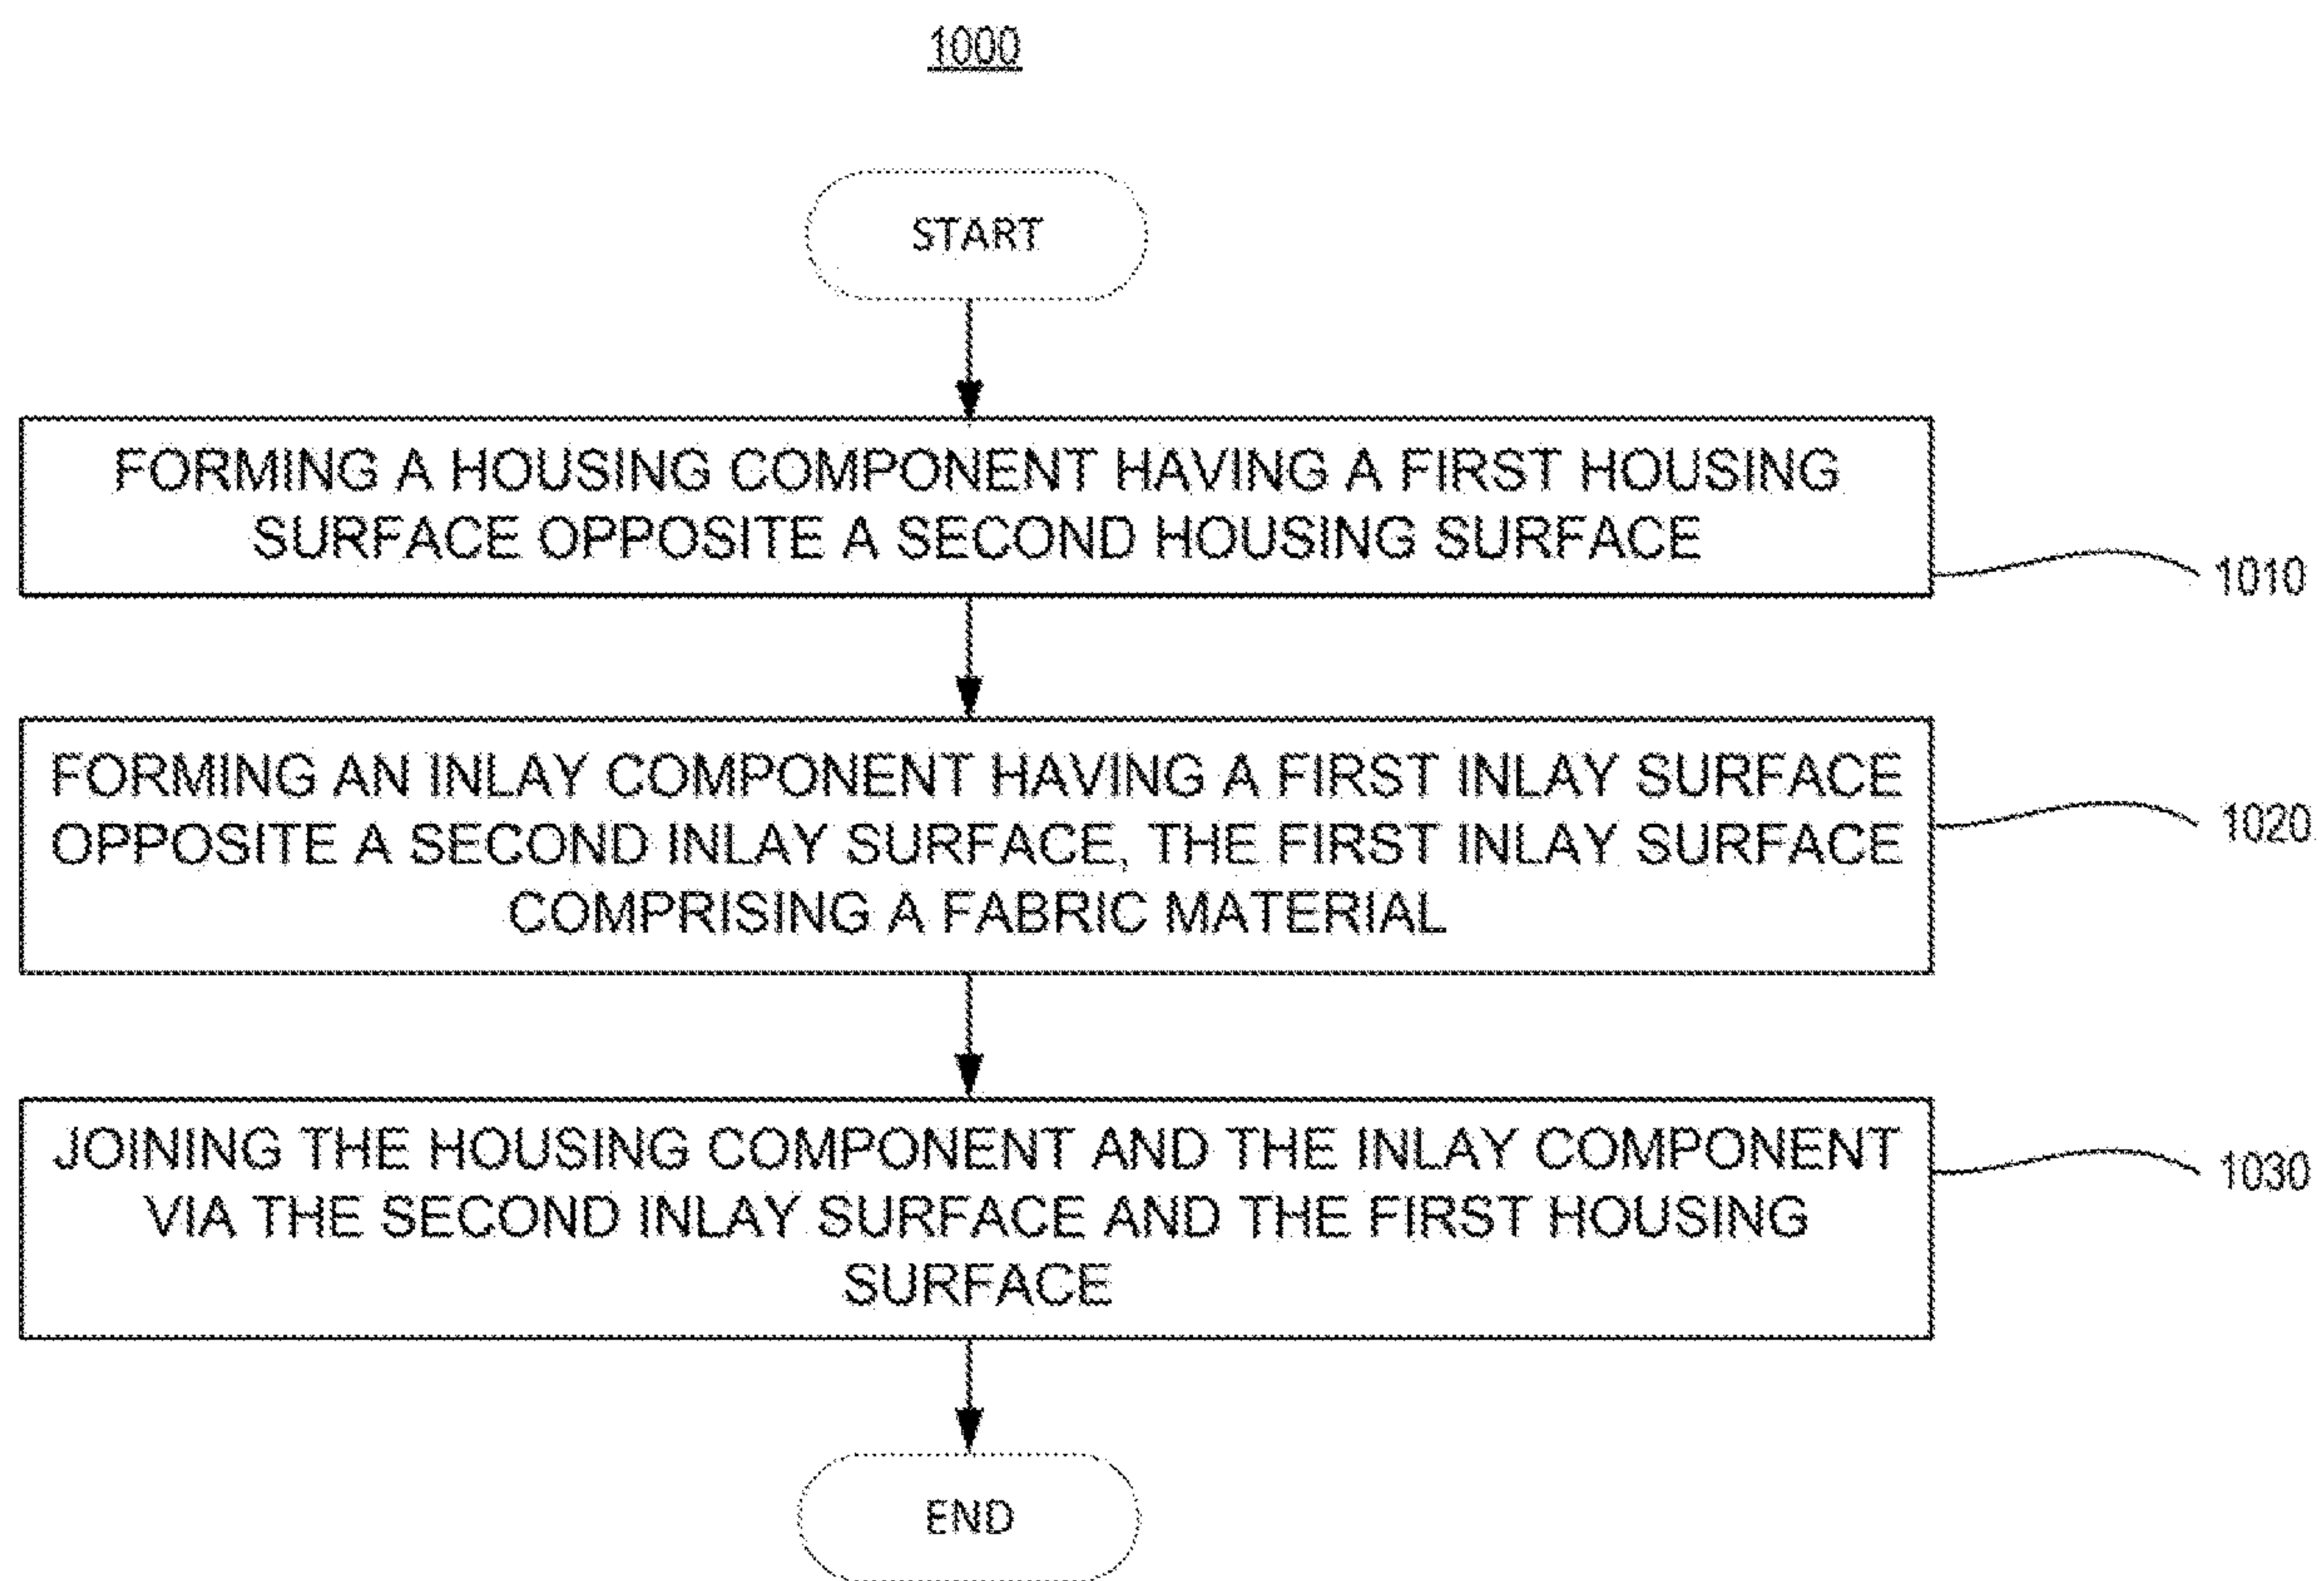 1000
START
FORMING A HOUSING COMPONENT HAVING A FIRST HOUSING
SURFACE OPPOSITE A SECOND HOUSING SURFACE
1010
FORMING AN INLAY COMPONENT HAVING A FIRST INLAY SURFACE
OPPOSITE A SECOND INLAY SURFACE, THE FIRST INLAY SURFACE
COMPRISING A FABRIC MATERIAL
1020
JOINING THE HOUSING COMPONENT AND THE INLAY COMPONENT
VIA THE SECOND INLAY SURFACE AND THE FIRST HOUSING
SURFACE
1030
END